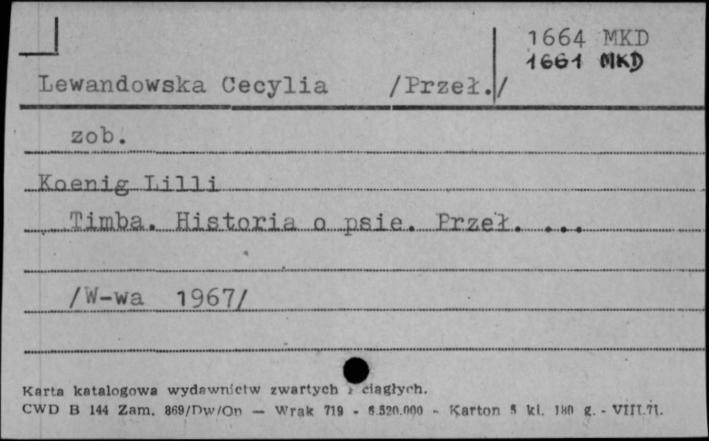 1664 MKD
1661 MKD
Lewandowska Cecylia /Przeł./
zob.
Koenig Lilli
Timba. Historia o psie. Przeł. ...
/W-wa 1967/
Karta katalogowa wydawnictw zwartych i ciągłych.
CWD B 144 Zam. 869/Dw/On — Wrak 719 - 6.520.000 - Karton 5 kl. 180 g. - VIII.71.